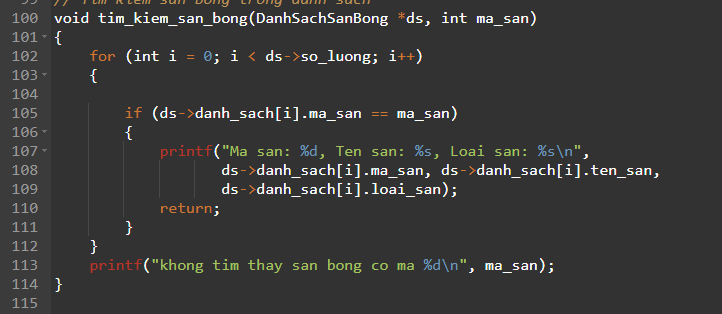 99 // Tim kiem san bong trong danh sach
100 void tim_kiem_san_bong(DanhSachSanBong *ds, int ma_san)
101 {
102     for (int i = 0; i < ds->so_luong; i++)
103     {
104
105         if (ds->danh_sach[i].ma_san == ma_san)
106         {
107             printf("Ma san: %d, Ten san: %s, Loai san: %s\n",
108                    ds->danh_sach[i].ma_san, ds->danh_sach[i].ten_san,
109                    ds->danh_sach[i].loai_san);
110             return;
111         }
112     }
113     printf("khong tim thay san bong co ma %d\n", ma_san);
114 }
115